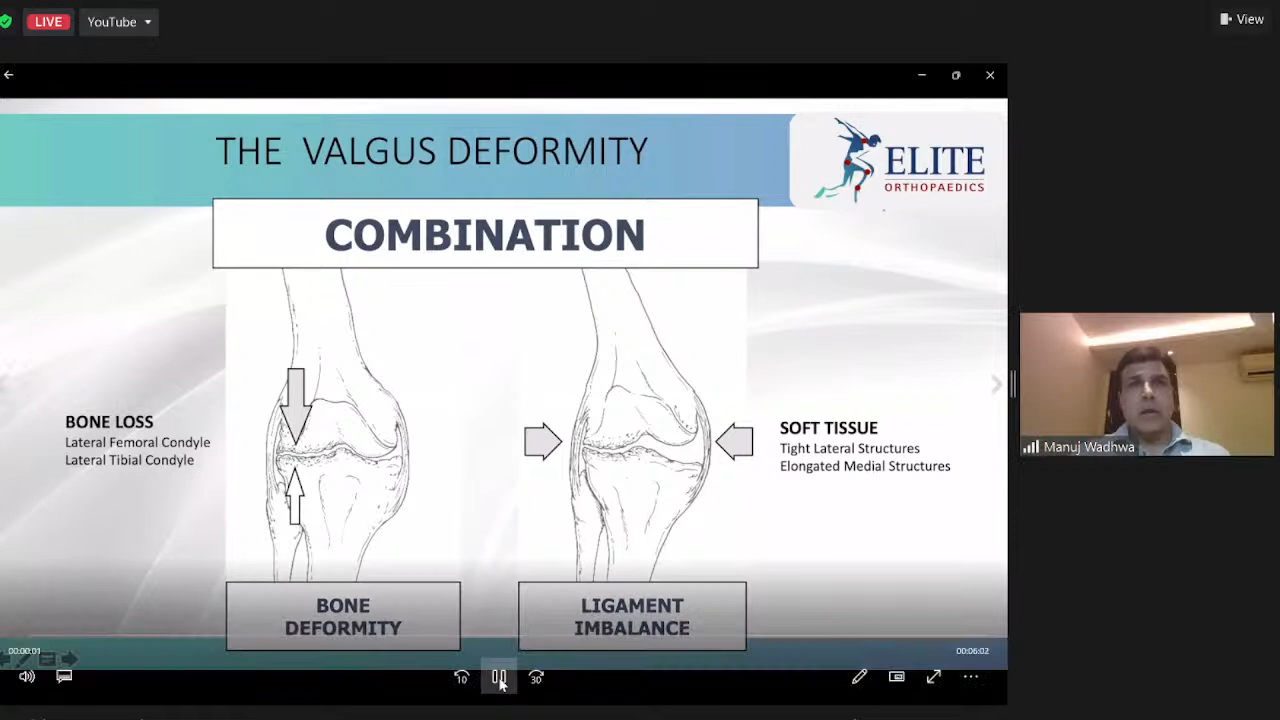 LIVE
YouTube
View
THE VALGUS DEFORMITY
ELITE
ORTHOPAEDICS
COMBINATION
BONE LOSS
Lateral Femoral Condyle
Lateral Tibial Condyle
SOFT TISSUE
Tight Lateral Structures
Elongated Medial Structures
Manuj Wadhwa
BONE
DEFORMITY
LIGAMENT
IMBALANCE
00:00:01
00:06:02
10
30